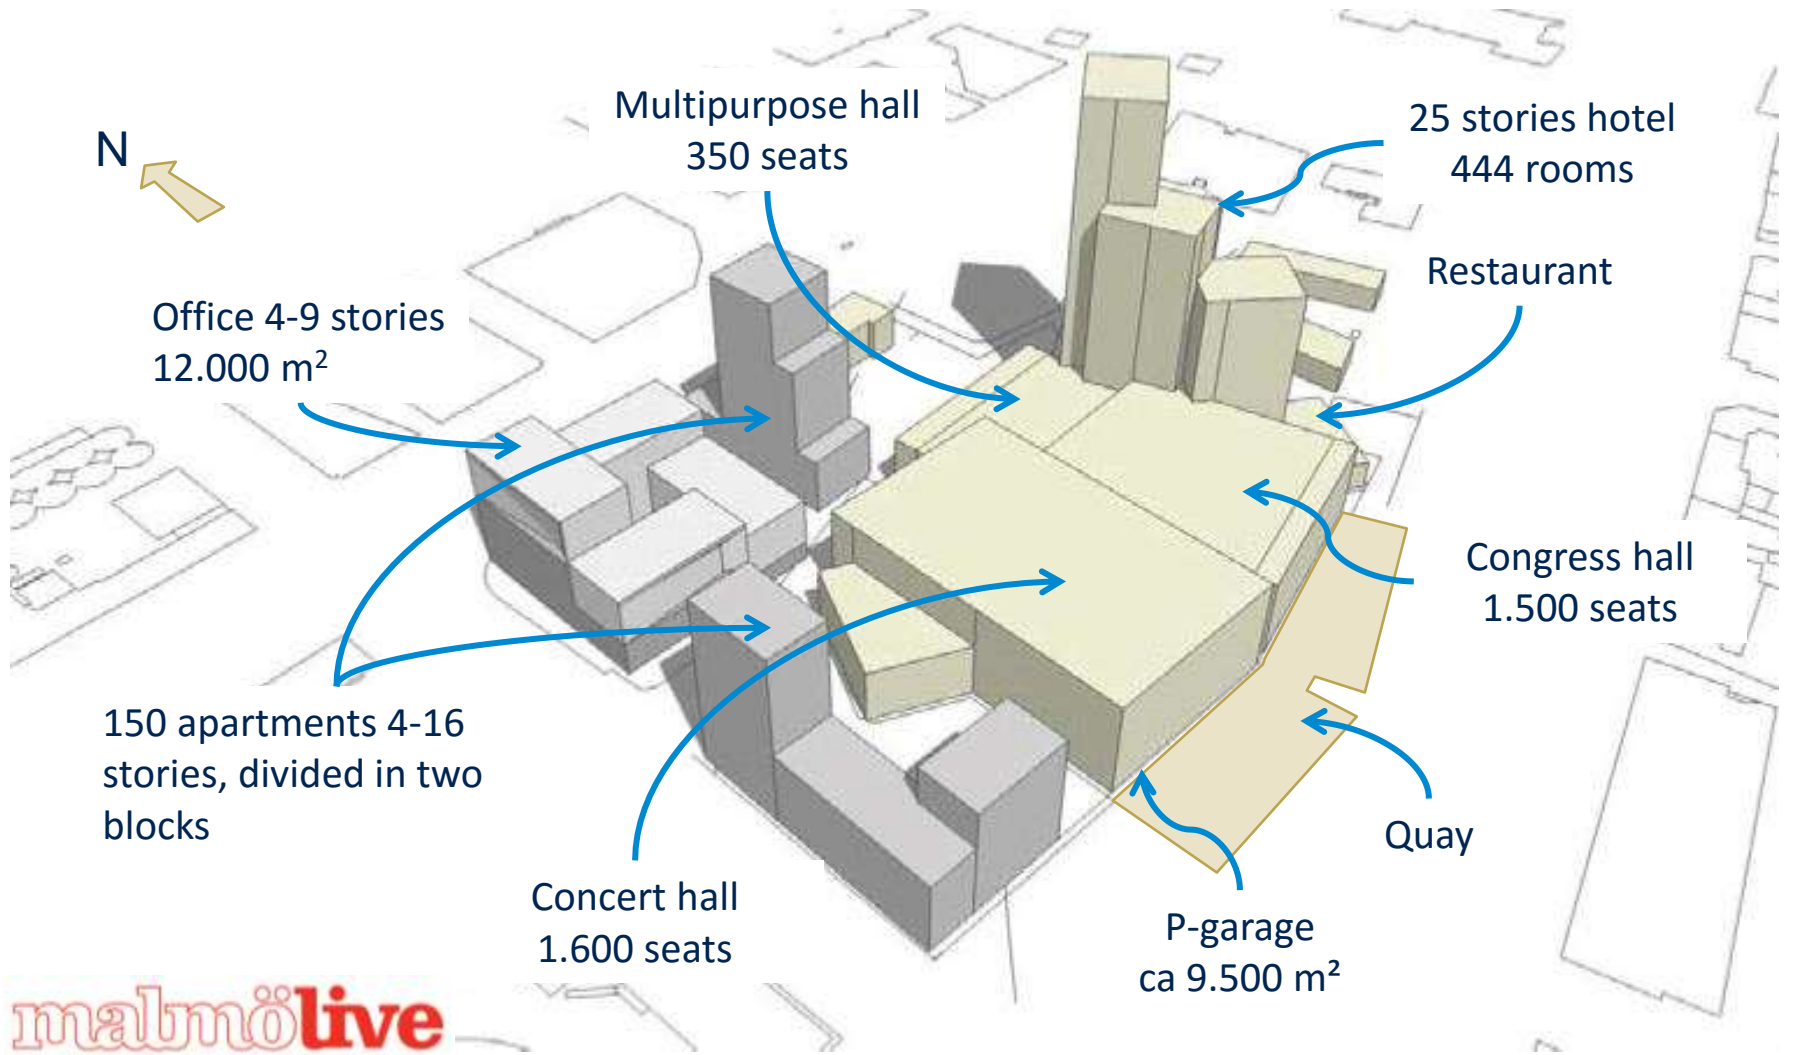 N
Multipurpose hall
350 seats
25 stories hotel
444 rooms
Restaurant
Office 4-9 stories
12.000 m²
Congress hall
1.500 seats
150 apartments 4-16
stories, divided in two
blocks
Quay
Concert hall
1.600 seats
P-garage
ca 9.500 m²
malmölive